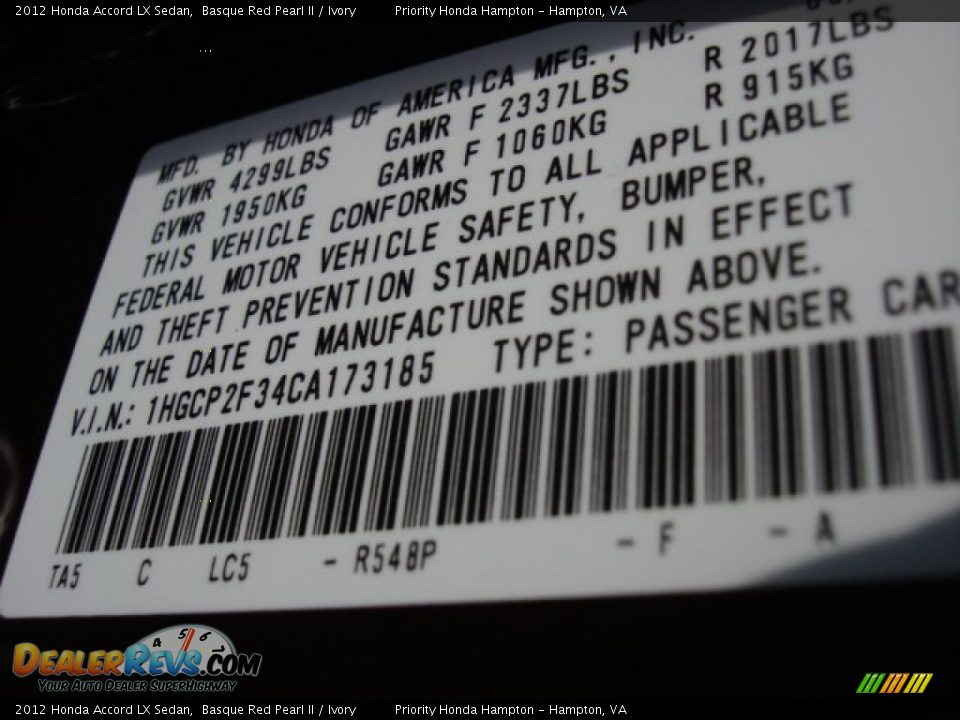 2012 Honda Accord LX Sedan, Basque Red Pearl II / Ivory Priority Honda Hampton - Hampton, VA
MFD. BY HONDA OF AMERICA MFG., INC.
GVWR 4299LBS GAWR F 2337LBS R 2017LBS
GVWR 1950KG GAWR F 1060KG R 915KG
THIS VEHICLE CONFORMS TO ALL APPLICABLE
FEDERAL MOTOR VEHICLE SAFETY, BUMPER,
AND THEFT PREVENTION STANDARDS IN EFFECT
ON THE DATE OF MANUFACTURE SHOWN ABOVE.
V.I.N.: 1HGCP2F34CA173185 TYPE: PASSENGER CAR
TA5 C LC5 - R548P - F - A
4 5 6
DEALERREVS.COM
YOUR AUTO DEALER SUPERHIGHWAY
2012 Honda Accord LX Sedan, Basque Red Pearl II / Ivory Priority Honda Hampton - Hampton, VA